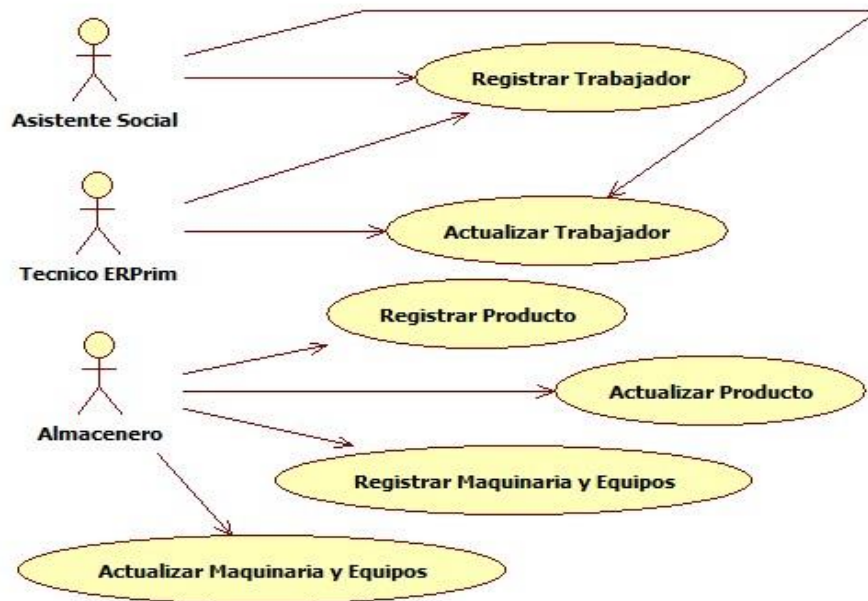 Asistente Social
Registrar Trabajador
Tecnico ERPrim
Actualizar Trabajador
Registrar Producto
Almacenero
Actualizar Producto
Registrar Maquinaria y Equipos
Actualizar Maquinaria y Equipos